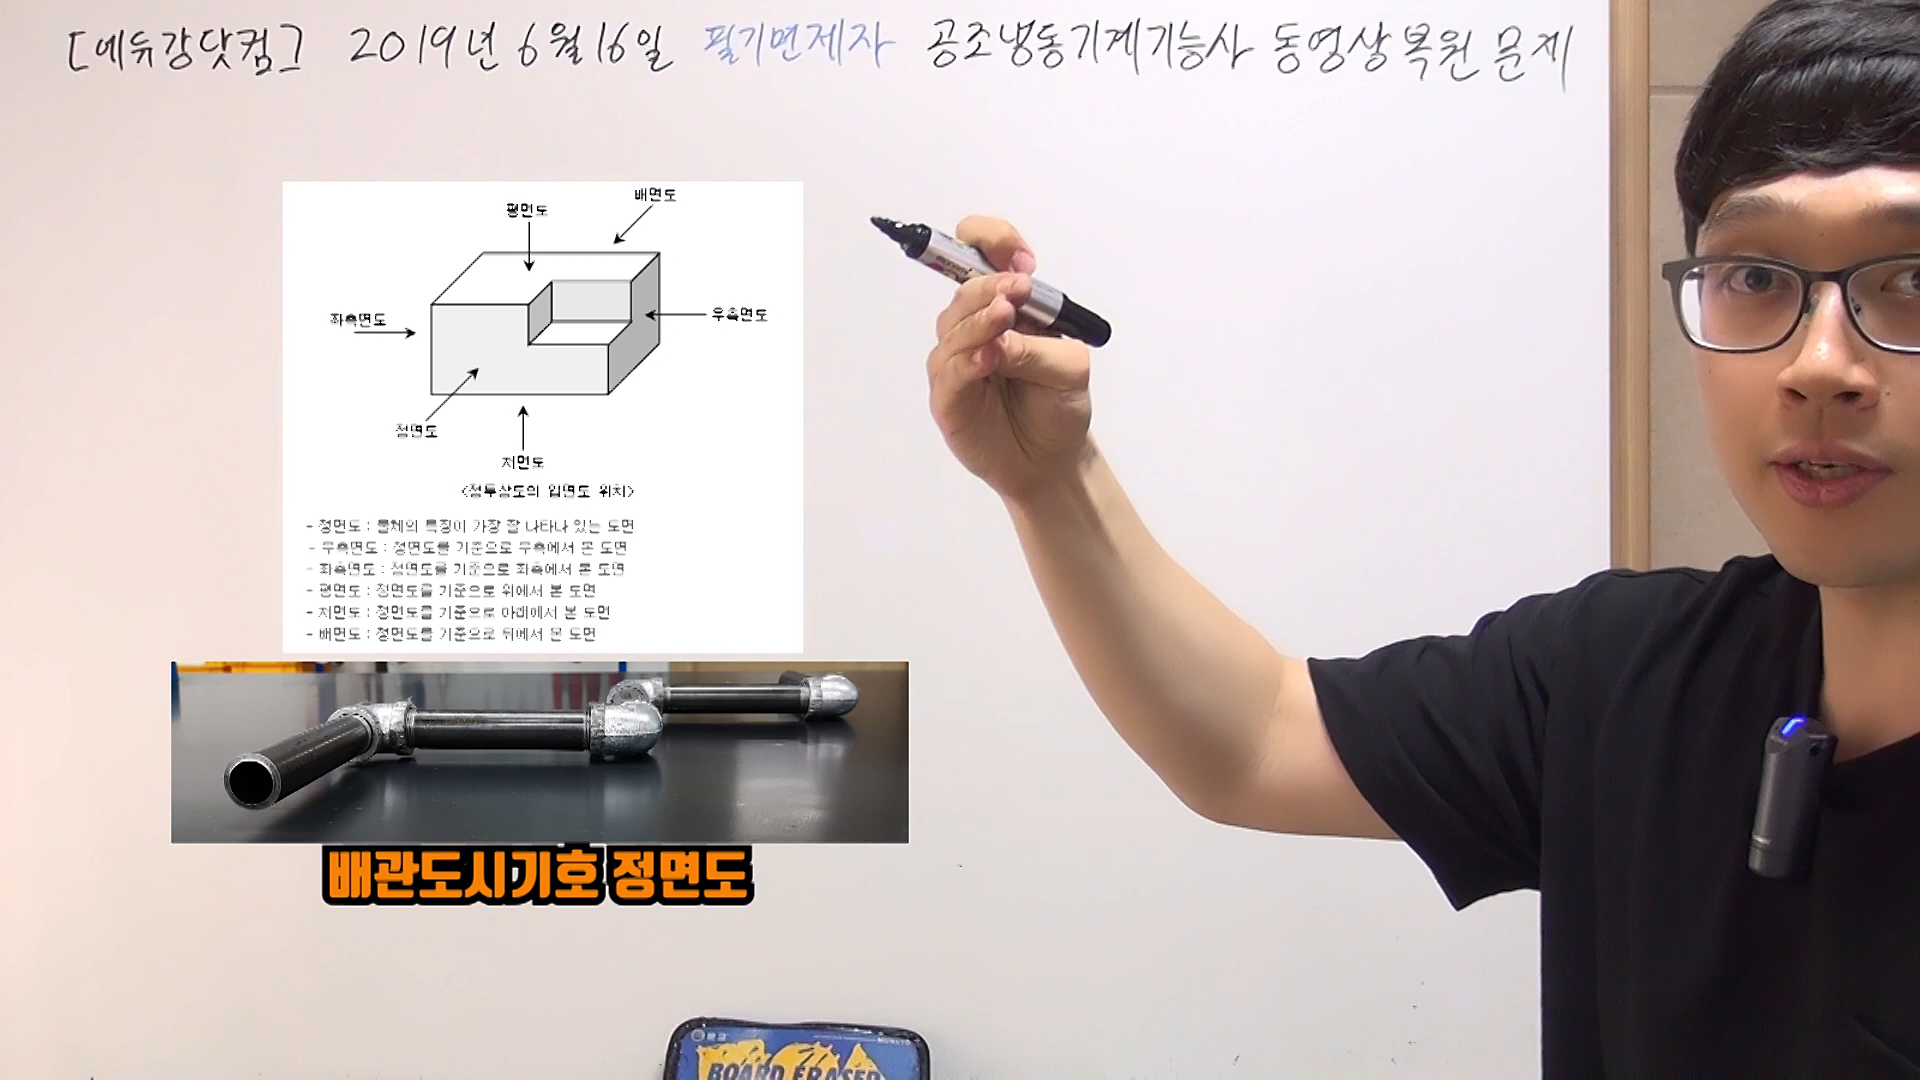 [에듀강닷컴] 2019년 6월16일 필기면제자 공조냉동기계기능사 동영상 복원 문제
배면도
평면도
좌측면도
우측면도
정면도
저면도
<정투상도의 입면도 위치>
- 정면도 : 물체의 특징이 가장 잘 나타나 있는 도면
- 우측면도 : 정면도를 기준으로 우측에서 본 도면
- 좌측면도 : 정면도를 기준으로 좌측에서 본 도면
- 평면도 : 정면도를 기준으로 위에서 본 도면
- 저면도 : 정면도를 기준으로 아래에서 본 도면
- 배면도 : 정면도를 기준으로 뒤에서 본 도면
배관도시기호 정면도
BOARD ERASER